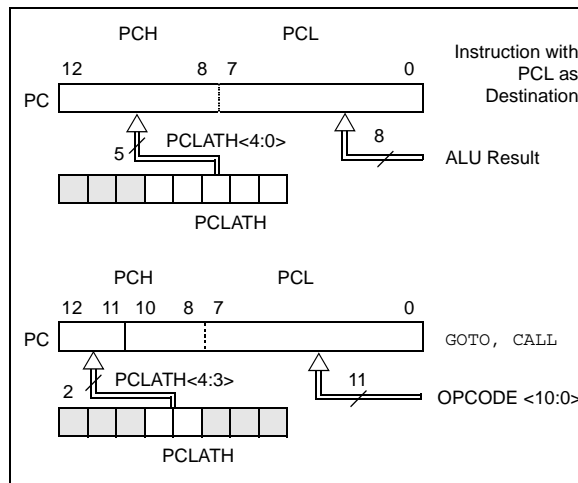 PCH PCL
12 8 7 0
Instruction with
PCL as
Destination
PC
5 PCLATH<4:0> 8
ALU Result
PCLATH
PCH PCL
12 11 10 8 7 0
PC GOTO, CALL
2 PCLATH<4:3> 11
OPCODE <10:0>
PCLATH